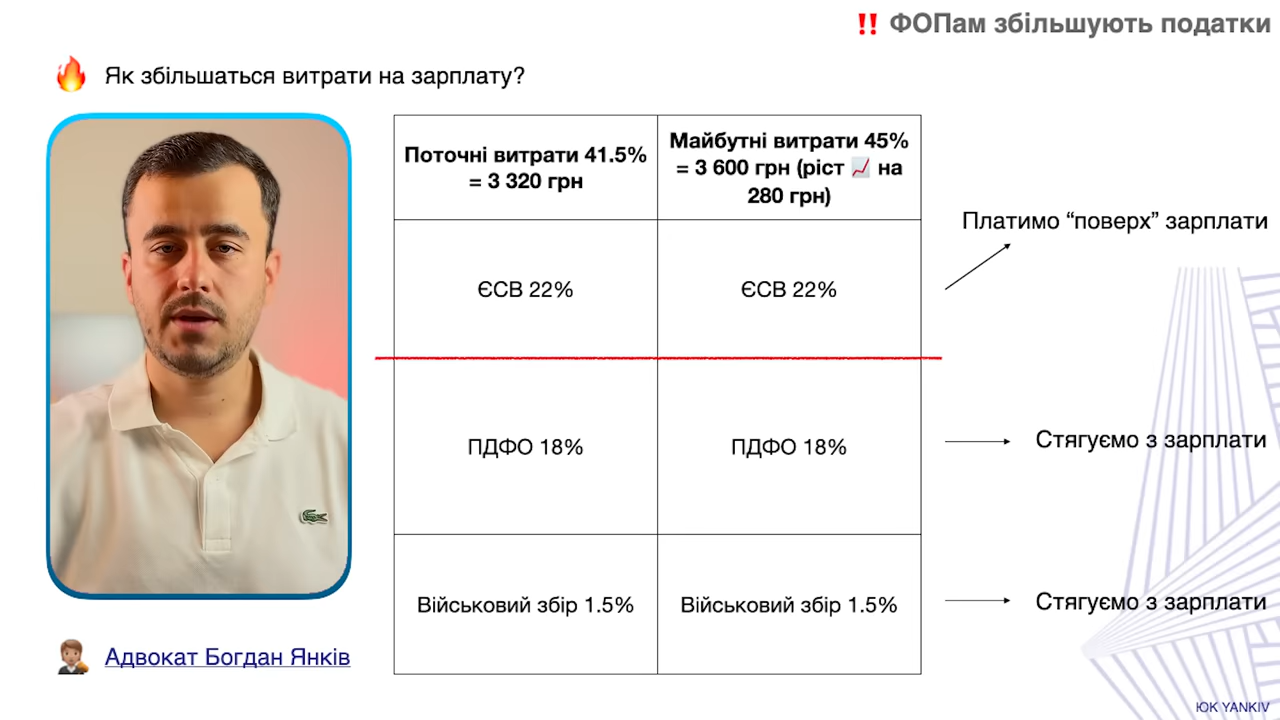 ‼️ ФОПам збільшують податки
🔥 Як збільшаться витрати на зарплату?
Поточні витрати 41.5%
= 3 320 грн
Майбутні витрати 45%
= 3 600 грн (ріст 📈 на
280 грн)
Платимо “поверх” зарплати
ЄСВ 22%
ЄСВ 22%
ПДФО 18%
ПДФО 18%
Стягуємо з зарплати
Військовий збір 1.5%
Військовий збір 1.5%
Стягуємо з зарплати
Адвокат Богдан Янків
ЮК YANKIV